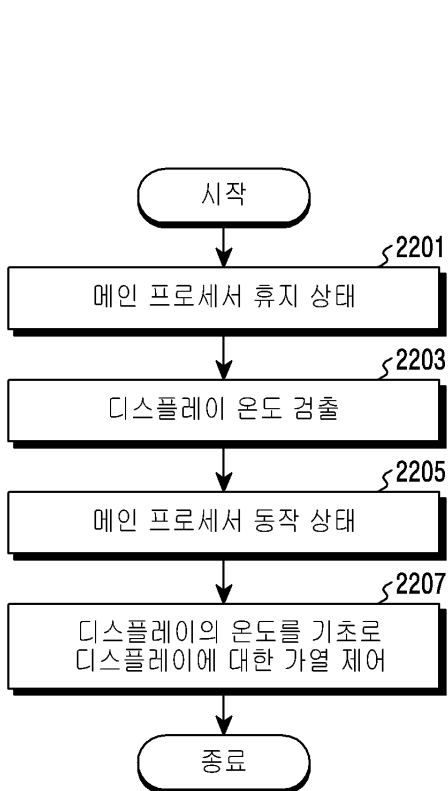 시작
2201
메인 프로세서 휴지 상태
2203
디스플레이 온도 검출
2205
메인 프로세서 동작 상태
2207
디스플레이의 온도를 기초로
디스플레이에 대한 가열 제어
종료